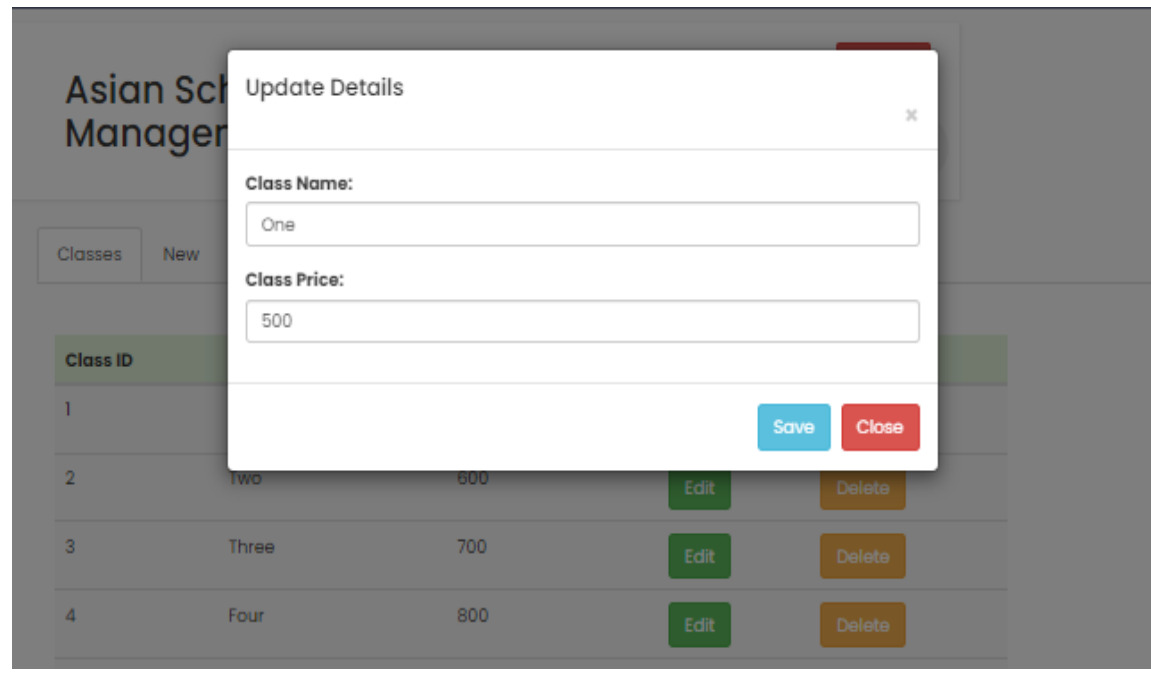 Asian Sch
Manager
Update Details
×
Class Name:
One
Classes New
Class Price:
500
Class ID
1
Save Close
2 Two 600 Edit Delete
3 Three 700 Edit Delete
4 Four 800 Edit Delete